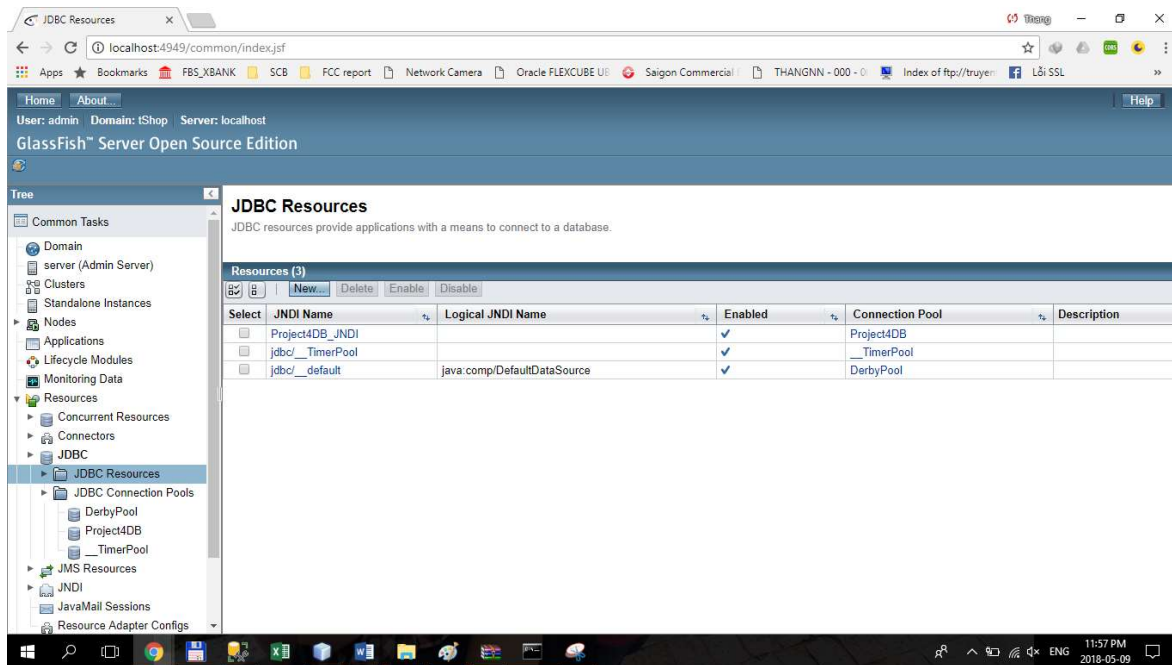 JDBC Resources
Thang
localhost:4949/common/index.jsf
Apps Bookmarks FBS_XBANK SCB FCC report Network Camera Oracle FLEXCUBE UB Saigon Commercial THANGNN - 000 - Index of ftp://truyen Lỗi SSL »
Home About...
Help
User: admin Domain: tShop Server: localhost
GlassFish™ Server Open Source Edition
Tree
Common Tasks
Domain
server (Admin Server)
Clusters
Standalone Instances
Nodes
Applications
Lifecycle Modules
Monitoring Data
Resources
Concurrent Resources
Connectors
JDBC
JDBC Resources
JDBC Connection Pools
DerbyPool
Project4DB
__TimerPool
JMS Resources
JNDI
JavaMail Sessions
Resource Adapter Configs
JDBC Resources
JDBC resources provide applications with a means to connect to a database.
Resources (3)
New... Delete Enable Disable
Select JNDI Name Logical JNDI Name Enabled Connection Pool Description
Project4DB_JNDI Project4DB
jdbc/__TimerPool __TimerPool
jdbc/__default java:comp/DefaultDataSource DerbyPool
ENG
11:57 PM
2018-05-09